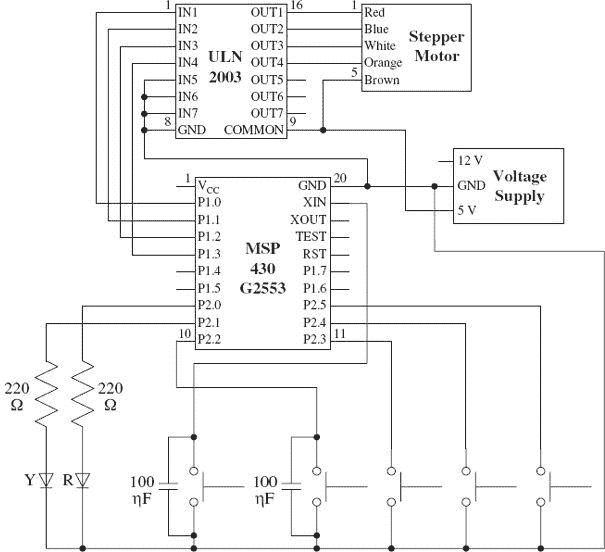 1 IN1 OUT1 16 1 Red
IN2 OUT2 Blue
IN3 OUT3 White
IN4 OUT4 Orange
IN5 OUT5 5 Brown
IN6 OUT6
IN7 OUT7
8 GND COMMON 9
ULN
2003
Stepper
Motor
12 V
GND
5 V
Voltage
Supply
1 VCC GND 20
P1.0 XIN
P1.1 XOUT
P1.2 TEST
P1.3 RST
P1.4 P1.7
P1.5 P1.6
P2.0 P2.5
P2.1 P2.4
10 P2.2 P2.3 11
MSP
430
G2553
220
Ω
220
Ω
Y R
100
ηF
100
ηF